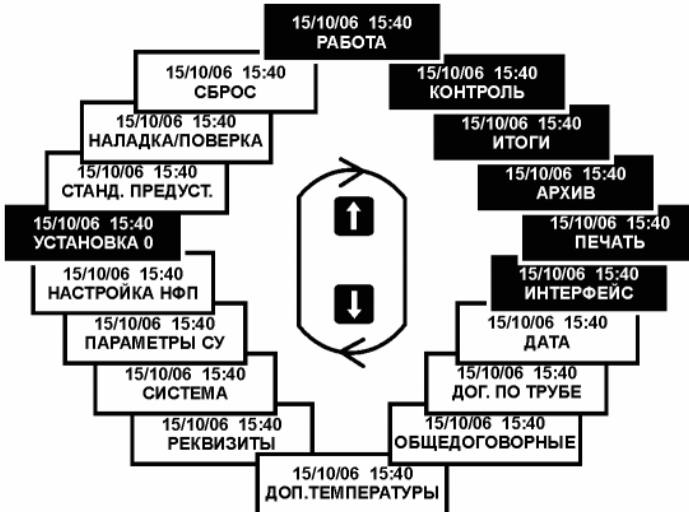 15/10/06 15:40
РАБОТА
15/10/06 15:40
КОНТРОЛЬ
15/10/06 15:40
ИТОГИ
15/10/06 15:40
АРХИВ
15/10/06 15:40
ПЕЧАТЬ
15/10/06 15:40
ИНТЕРФЕЙС
15/10/06 15:40
ДАТА
15/10/06 15:40
ДОГ. ПО ТРУБЕ
15/10/06 15:40
ОБЩЕДОГОВОРНЫЕ
15/10/06 15:40
ДОП.ТЕМПЕРАТУРЫ
15/10/06 15:40
РЕКВИЗИТЫ
15/10/06 15:40
СИСТЕМА
15/10/06 15:40
ПАРАМЕТРЫ СУ
15/10/06 15:40
НАСТРОЙКА НФП
15/10/06 15:40
УСТАНОВКА 0
15/10/06 15:40
СТАНД. ПРЕДУСТ.
15/10/06 15:40
НАЛАДКА/ПОВЕРКА
15/10/06 15:40
СБРОС